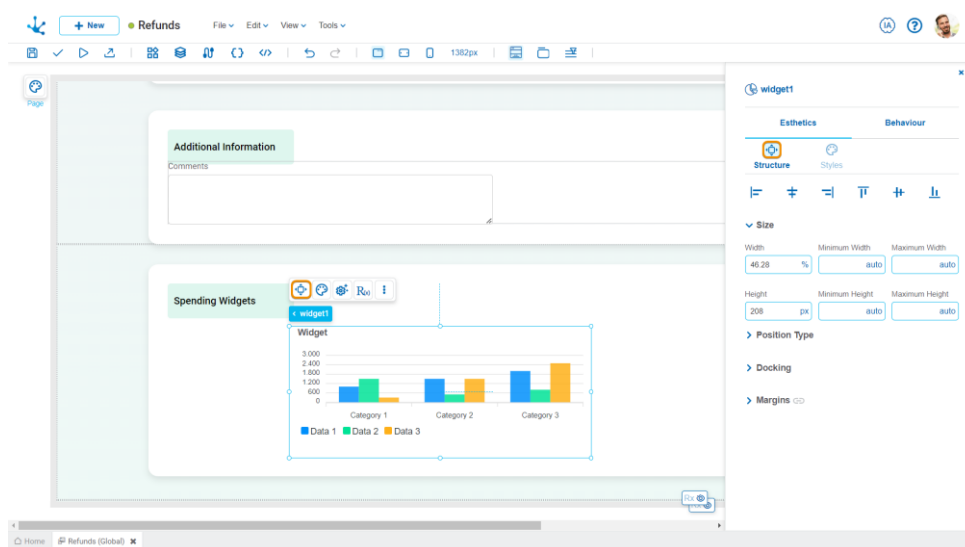 + New
Refunds
File
Edit
View
Tools
IA
?
1382px
Page
Additional Information
Comments
Spending Widgets
R(x)
< widget1
Widget
3.000
2.400
1.800
1.200
600
0
Category 1
Category 2
Category 3
Data 1
Data 2
Data 3
Rx
widget1
Esthetics
Behaviour
Structure
Styles
Size
Width
Minimum Width
Maximum Width
46.28 %
auto
auto
Height
Minimum Height
Maximum Height
208 px
auto
auto
Position Type
Docking
Margins
Home
Refunds (Global)